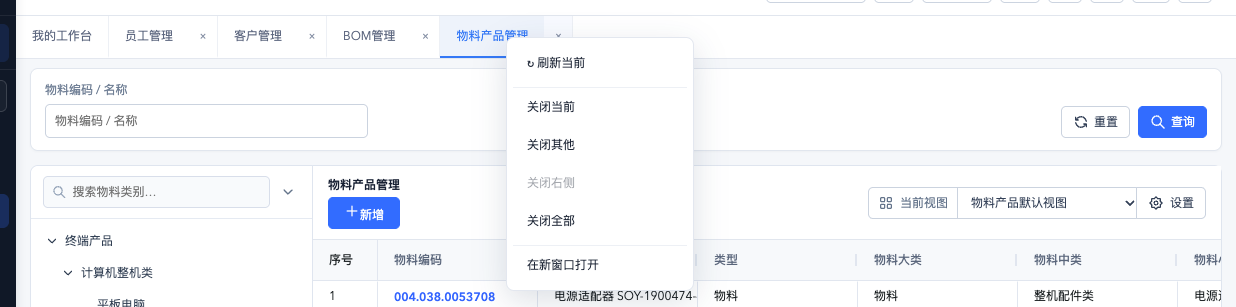 我的工作台 员工管理 × 客户管理 × BOM管理 × 物料产品管理 ×
↻ 刷新当前
关闭当前
关闭其他
关闭右侧
关闭全部
在新窗口打开
物料编码 / 名称
物料编码 / 名称
重置 查询
搜索物料类别...
终端产品
计算机整机类
平板电脑
物料产品管理
+新增
当前视图 物料产品默认视图 设置
序号 物料编码 类型 物料大类 物料中类
1 004.038.0053708 电源适配器 SOY-1900474- 物料 物料 整机配件类